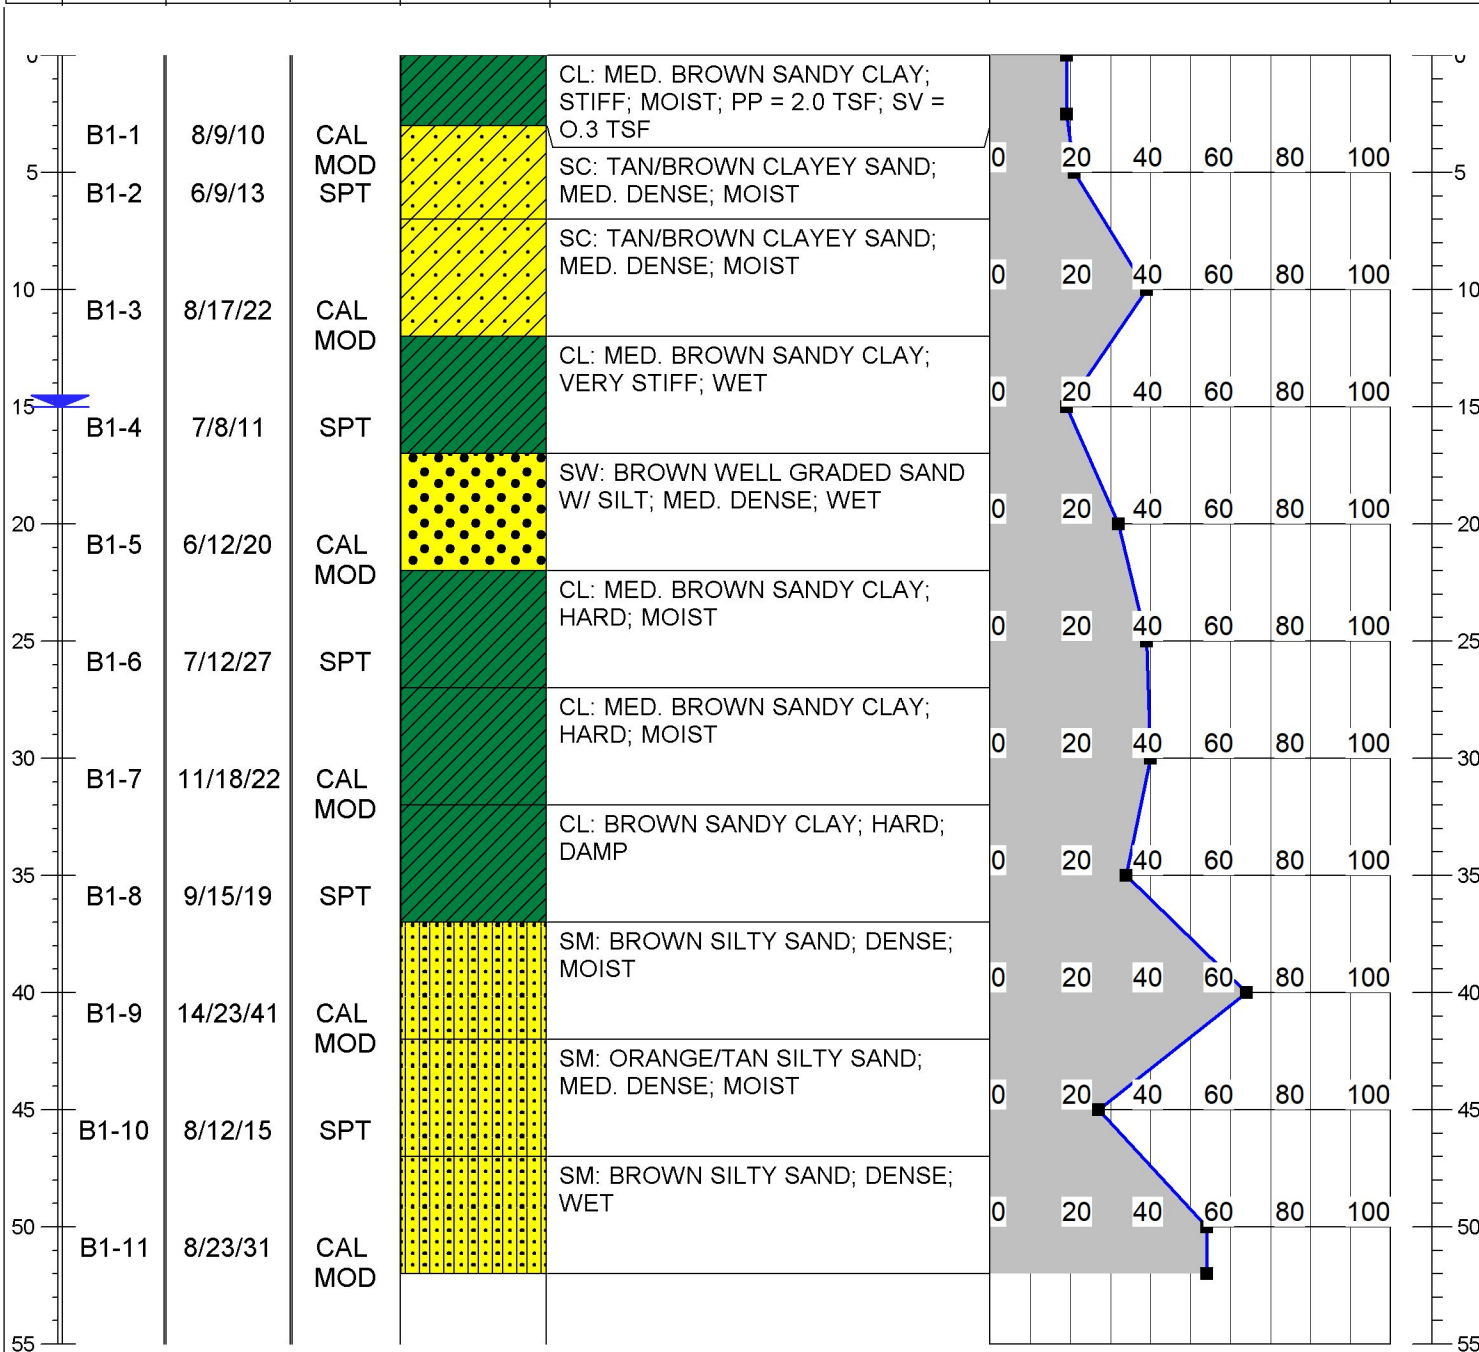 0
CL: MED. BROWN SANDY CLAY;
STIFF; MOIST; PP = 2.0 TSF; SV =
O.3 TSF
0
B1-1 8/9/10 CAL
MOD
0 20 40 60 80 100
5
SC: TAN/BROWN CLAYEY SAND;
MED. DENSE; MOIST
5
B1-2 6/9/13 SPT
SC: TAN/BROWN CLAYEY SAND;
MED. DENSE; MOIST
0 20 40 60 80 100
10
10
B1-3 8/17/22 CAL
MOD
CL: MED. BROWN SANDY CLAY;
VERY STIFF; WET
0 20 40 60 80 100
15
15
B1-4 7/8/11 SPT
SW: BROWN WELL GRADED SAND
W/ SILT; MED. DENSE; WET
0 20 40 60 80 100
20
20
B1-5 6/12/20 CAL
MOD
CL: MED. BROWN SANDY CLAY;
HARD; MOIST
0 20 40 60 80 100
25
25
B1-6 7/12/27 SPT
CL: MED. BROWN SANDY CLAY;
HARD; MOIST
0 20 40 60 80 100
30
30
B1-7 11/18/22 CAL
MOD
CL: BROWN SANDY CLAY; HARD;
DAMP
0 20 40 60 80 100
35
35
B1-8 9/15/19 SPT
SM: BROWN SILTY SAND; DENSE;
MOIST
0 20 40 60 80 100
40
40
B1-9 14/23/41 CAL
MOD
SM: ORANGE/TAN SILTY SAND;
MED. DENSE; MOIST
0 20 40 60 80 100
45
45
B1-10 8/12/15 SPT
SM: BROWN SILTY SAND; DENSE;
WET
0 20 40 60 80 100
50
50
B1-11 8/23/31 CAL
MOD
55
55